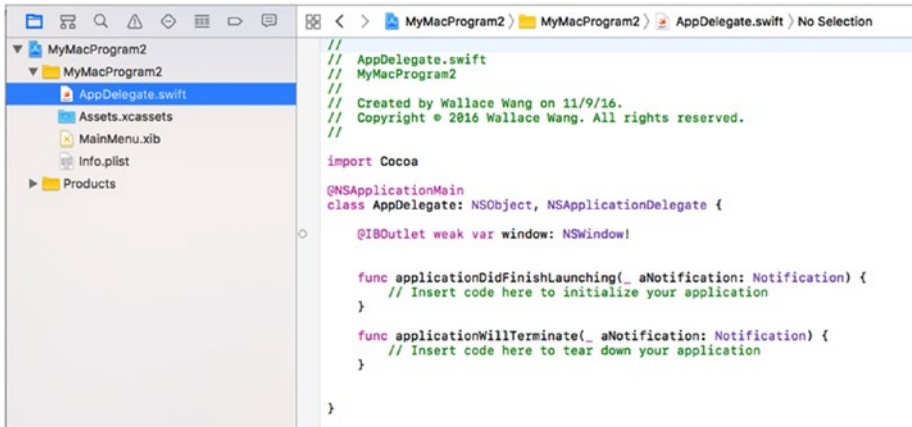 MyMacProgram2 〉 MyMacProgram2 〉 AppDelegate.swift 〉 No Selection
MyMacProgram2
MyMacProgram2
AppDelegate.swift
Assets.xcassets
MainMenu.xib
Info.plist
Products
//
//  AppDelegate.swift
//  MyMacProgram2
//
//  Created by Wallace Wang on 11/9/16.
//  Copyright © 2016 Wallace Wang. All rights reserved.
//
import Cocoa
@NSApplicationMain
class AppDelegate: NSObject, NSApplicationDelegate {
@IBOutlet weak var window: NSWindow!
func applicationDidFinishLaunching(_ aNotification: Notification) {
// Insert code here to initialize your application
}
func applicationWillTerminate(_ aNotification: Notification) {
// Insert code here to tear down your application
}
}